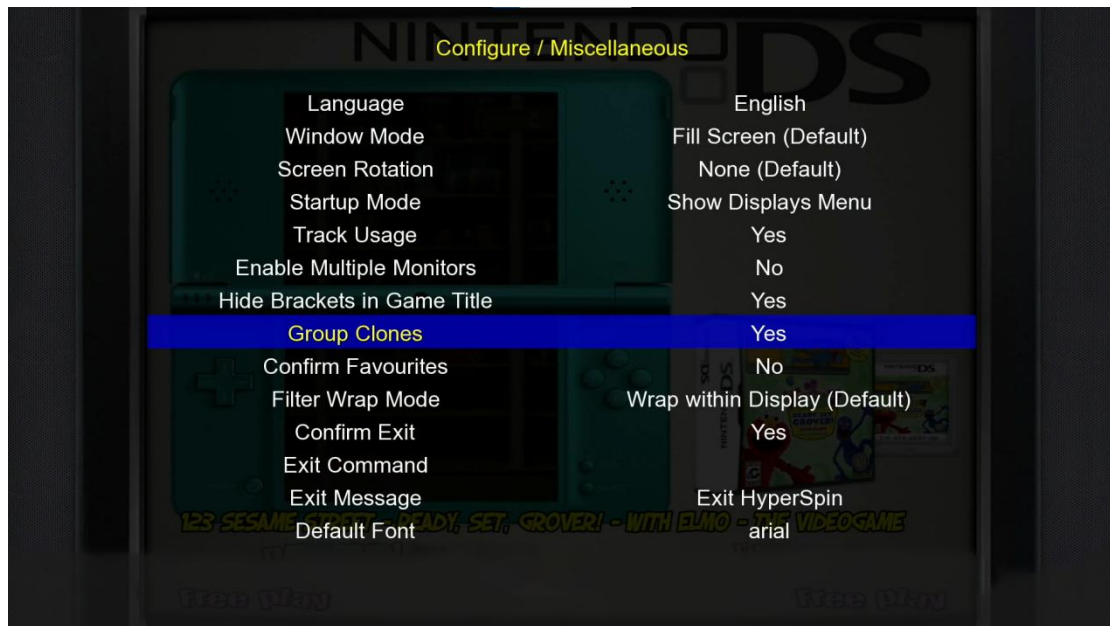 NINTENDO DS
Configure / Miscellaneous
Language English
Window Mode Fill Screen (Default)
Screen Rotation None (Default)
Startup Mode Show Displays Menu
Track Usage Yes
Enable Multiple Monitors No
Hide Brackets in Game Title Yes
Group Clones Yes
Confirm Favourites No
Filter Wrap Mode Wrap within Display (Default)
Confirm Exit Yes
Exit Command
Exit Message Exit HyperSpin
Default Font arial
123 SESAME STREET - READY, SET, GROVER! - WITH ELMO - THE VIDEOGAME
Free Play Free Play